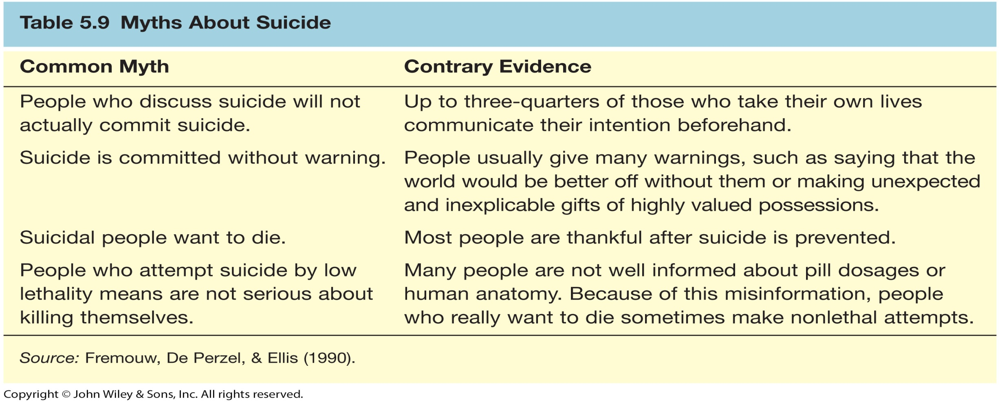 Table 5.9 Myths About Suicide
Common Myth
Contrary Evidence
People who discuss suicide will not
actually commit suicide.
Up to three-quarters of those who take their own lives
communicate their intention beforehand.
Suicide is committed without warning.
People usually give many warnings, such as saying that the
world would be better off without them or making unexpected
and inexplicable gifts of highly valued possessions.
Suicidal people want to die.
Most people are thankful after suicide is prevented.
People who attempt suicide by low
lethality means are not serious about
killing themselves.
Many people are not well informed about pill dosages or
human anatomy. Because of this misinformation, people
who really want to die sometimes make nonlethal attempts.
Source: Fremouw, De Perzel, & Ellis (1990).
Copyright © John Wiley & Sons, Inc. All rights reserved.